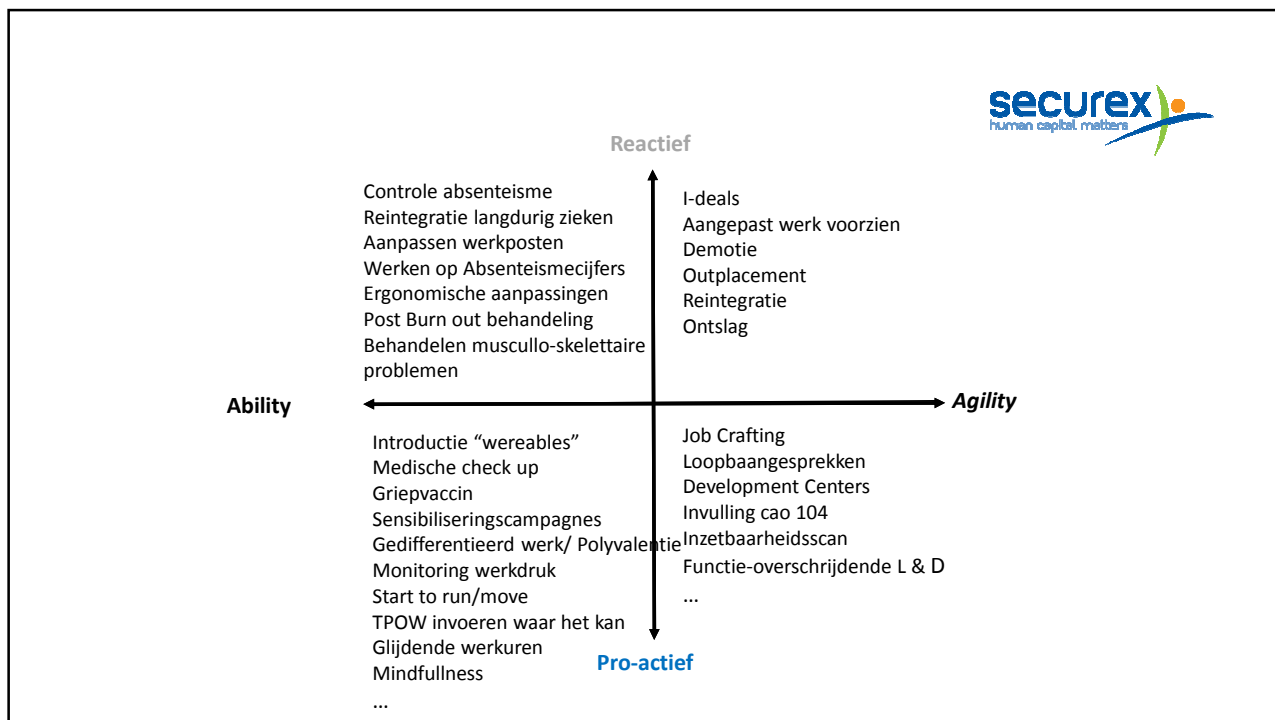 securex
human capital matters
Reactief
Controle absenteisme
Reintegratie langdurig zieken
Aanpassen werkposten
Werken op Absenteismecijfers
Ergonomische aanpassingen
Post Burn out behandeling
Behandelen muscullo-skelettaire
problemen
I-deals
Aangepast werk voorzien
Demotie
Outplacement
Reintegratie
Ontslag
Ability
Agility
Introductie “wereables”
Medische check up
Griepvaccin
Sensibiliseringscampagnes
Gedifferentieerd werk/ Polyvalentie
Monitoring werkdruk
Start to run/move
TPOW invoeren waar het kan
Glijdende werkuren
Mindfullness
...
Job Crafting
Loopbaangesprekken
Development Centers
Invulling cao 104
Inzetbaarheidsscan
Functie-overschrijdende L & D
...
Pro-actief